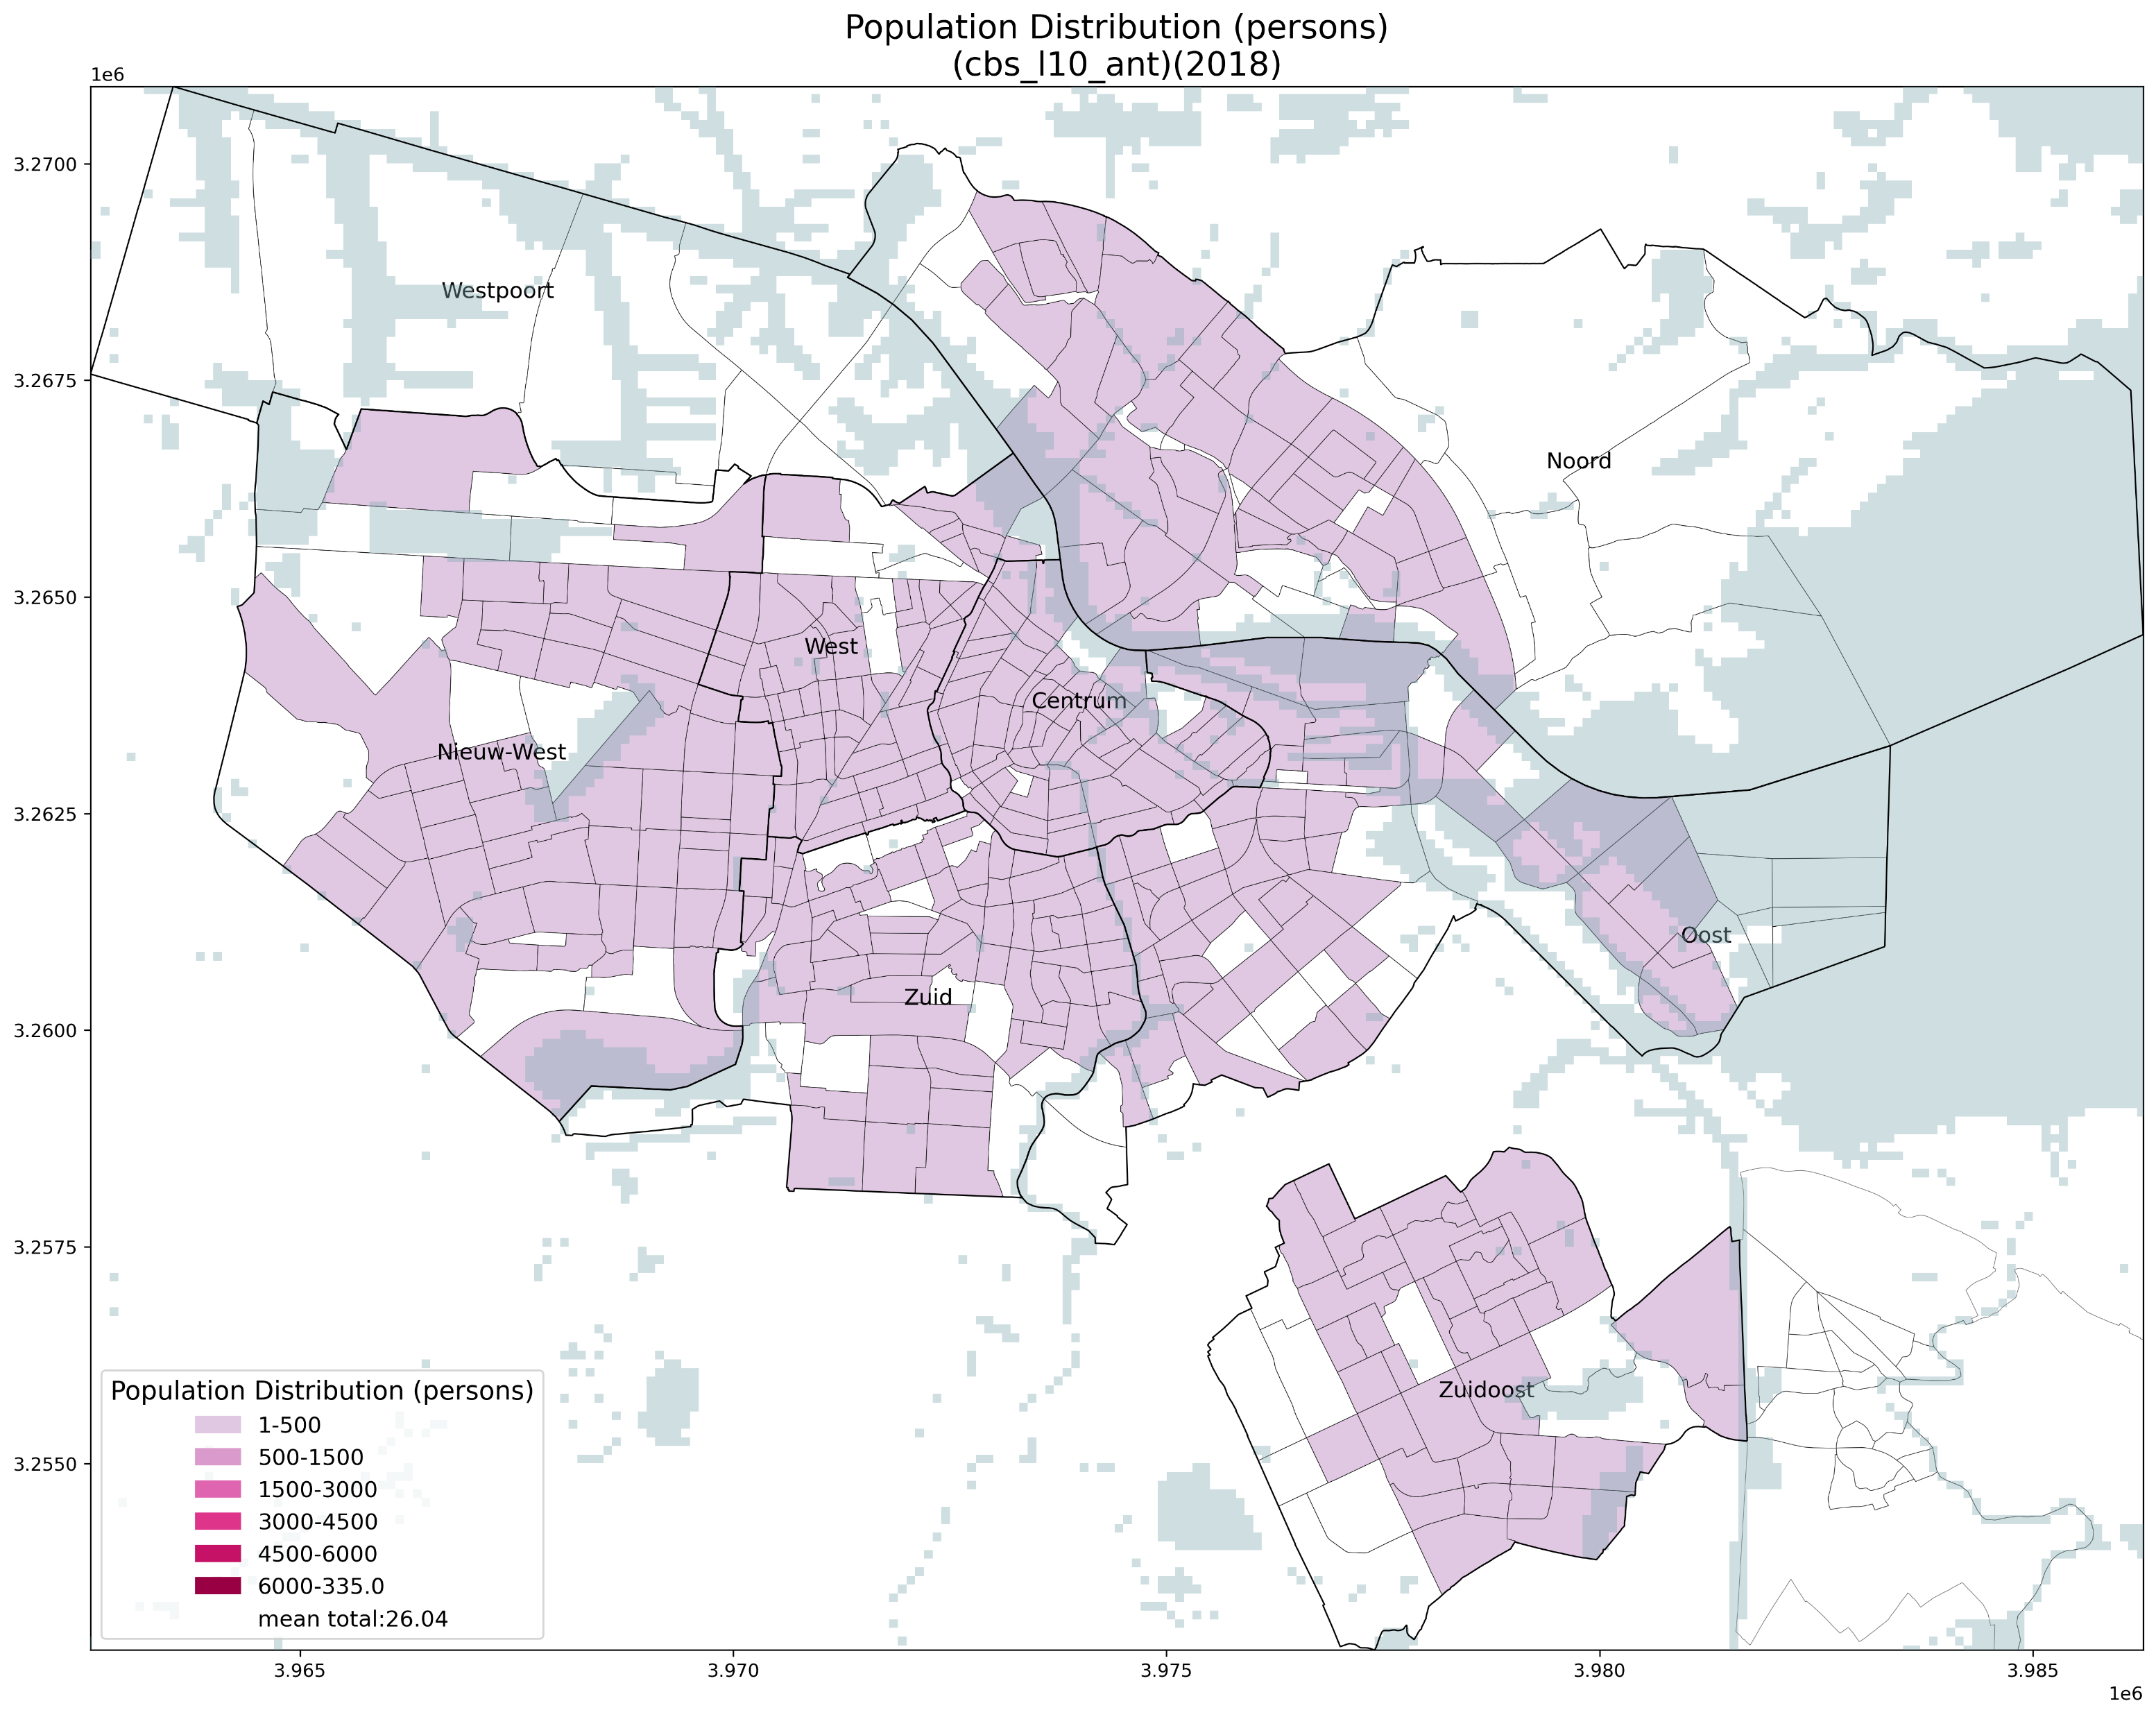 Population Distribution (persons)
(cbs_l10_ant)(2018)
1e6
3.2700
3.2675
3.2650
3.2625
3.2600
3.2575
3.2550
Westpoort
Noord
West
Centrum
Nieuw-West
Oost
Zuid
Zuidoost
Population Distribution (persons)
1-500
500-1500
1500-3000
3000-4500
4500-6000
6000-335.0
mean total:26.04
3.965
3.970
3.975
3.980
3.985
1e6